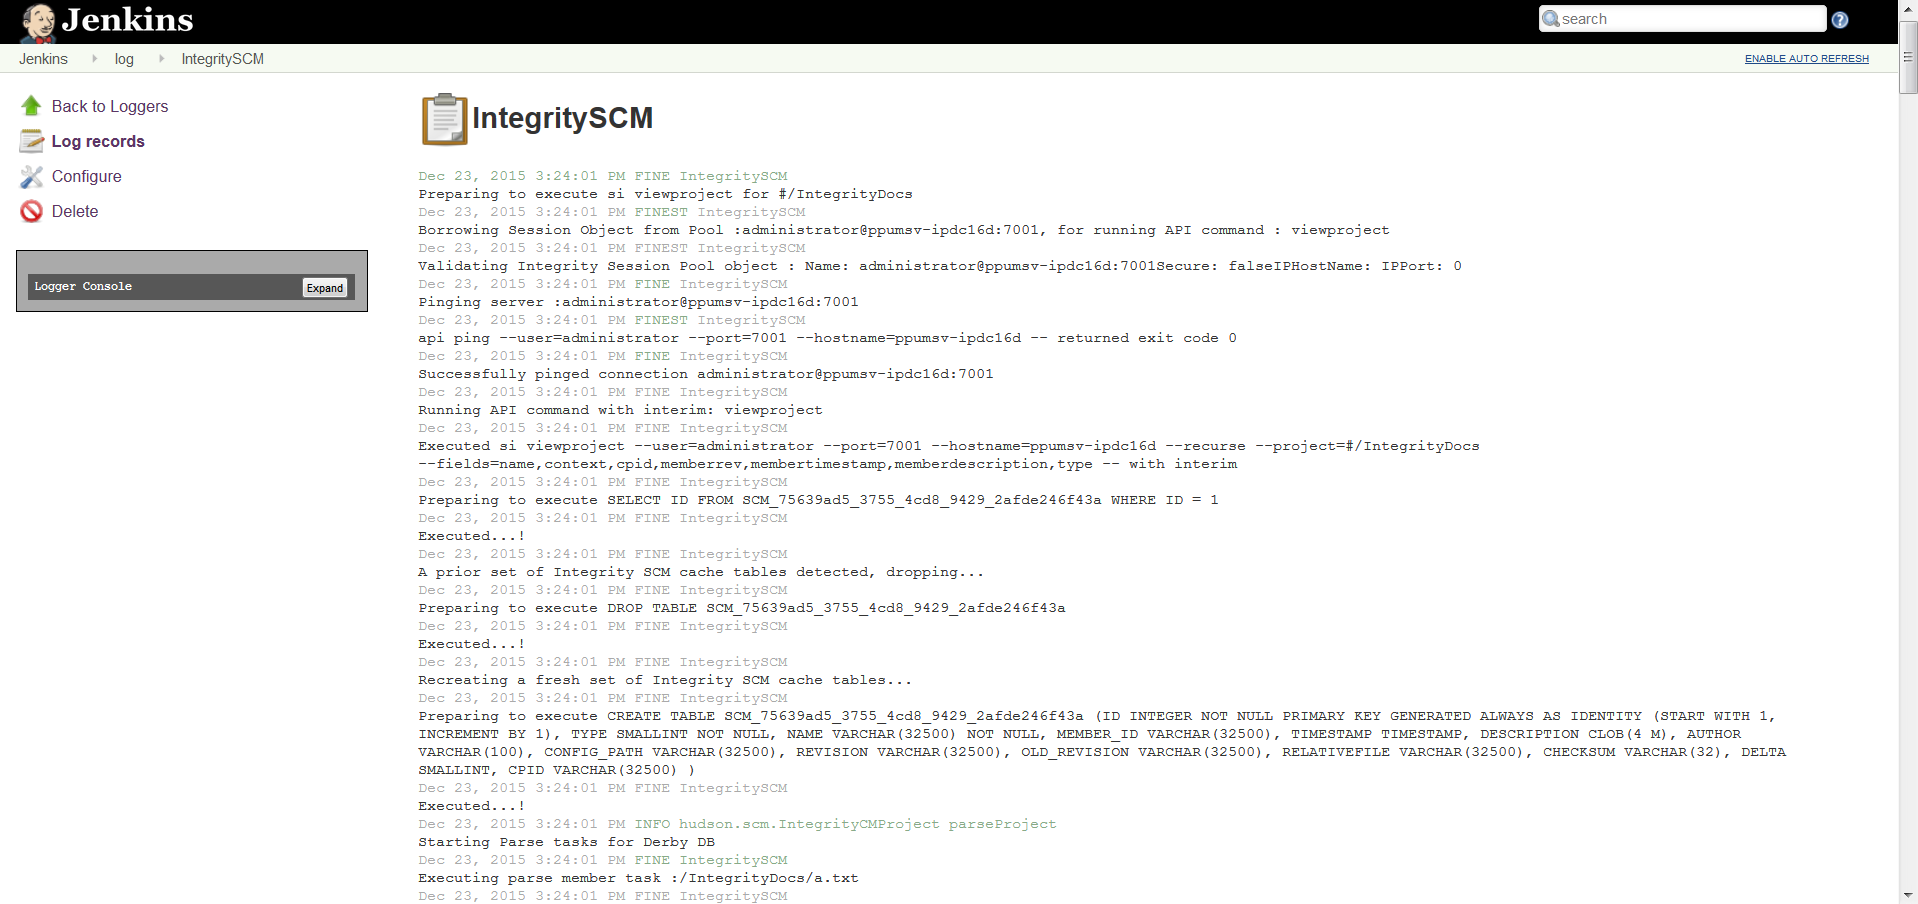 Jenkins
search
Jenkins log IntegritySCM
ENABLE AUTO REFRESH
Back to Loggers
Log records
Configure
Delete
Logger Console
Expand
IntegritySCM
Dec 23, 2015 3:24:01 PM FINE IntegritySCM
Preparing to execute si viewproject for #/IntegrityDocs
Dec 23, 2015 3:24:01 PM FINEST IntegritySCM
Borrowing Session Object from Pool :administrator@ppumsv-ipdc16d:7001, for running API command : viewproject
Dec 23, 2015 3:24:01 PM FINEST IntegritySCM
Validating Integrity Session Pool object : Name: administrator@ppumsv-ipdc16d:7001Secure: falseIPHostName: IPPort: 0
Dec 23, 2015 3:24:01 PM FINE IntegritySCM
Pinging server :administrator@ppumsv-ipdc16d:7001
Dec 23, 2015 3:24:01 PM FINEST IntegritySCM
api ping --user=administrator --port=7001 --hostname=ppumsv-ipdc16d -- returned exit code 0
Dec 23, 2015 3:24:01 PM FINE IntegritySCM
Successfully pinged connection administrator@ppumsv-ipdc16d:7001
Dec 23, 2015 3:24:01 PM FINE IntegritySCM
Running API command with interim: viewproject
Dec 23, 2015 3:24:01 PM FINE IntegritySCM
Executed si viewproject --user=administrator --port=7001 --hostname=ppumsv-ipdc16d --recurse --project=#/IntegrityDocs
--fields=name,context,cpid,memberrev,membertimestamp,memberdescription,type -- with interim
Dec 23, 2015 3:24:01 PM FINE IntegritySCM
Preparing to execute SELECT ID FROM SCM_75639ad5_3755_4cd8_9429_2afde246f43a WHERE ID = 1
Dec 23, 2015 3:24:01 PM FINE IntegritySCM
Executed...!
Dec 23, 2015 3:24:01 PM FINE IntegritySCM
A prior set of Integrity SCM cache tables detected, dropping...
Dec 23, 2015 3:24:01 PM FINE IntegritySCM
Preparing to execute DROP TABLE SCM_75639ad5_3755_4cd8_9429_2afde246f43a
Dec 23, 2015 3:24:01 PM FINE IntegritySCM
Executed...!
Dec 23, 2015 3:24:01 PM FINE IntegritySCM
Recreating a fresh set of Integrity SCM cache tables...
Dec 23, 2015 3:24:01 PM FINE IntegritySCM
Preparing to execute CREATE TABLE SCM_75639ad5_3755_4cd8_9429_2afde246f43a (ID INTEGER NOT NULL PRIMARY KEY GENERATED ALWAYS AS IDENTITY (START WITH 1,
INCREMENT BY 1), TYPE SMALLINT NOT NULL, NAME VARCHAR(32500) NOT NULL, MEMBER_ID VARCHAR(32500), TIMESTAMP TIMESTAMP, DESCRIPTION CLOB(4 M), AUTHOR
VARCHAR(100), CONFIG_PATH VARCHAR(32500), REVISION VARCHAR(32500), OLD_REVISION VARCHAR(32500), RELATIVEFILE VARCHAR(32500), CHECKSUM VARCHAR(32), DELTA
SMALLINT, CPID VARCHAR(32500) )
Dec 23, 2015 3:24:01 PM FINE IntegritySCM
Executed...!
Dec 23, 2015 3:24:01 PM INFO hudson.scm.IntegrityCMProject parseProject
Starting Parse tasks for Derby DB
Dec 23, 2015 3:24:01 PM FINE IntegritySCM
Executing parse member task :/IntegrityDocs/a.txt
Dec 23, 2015 3:24:01 PM FINE IntegritySCM